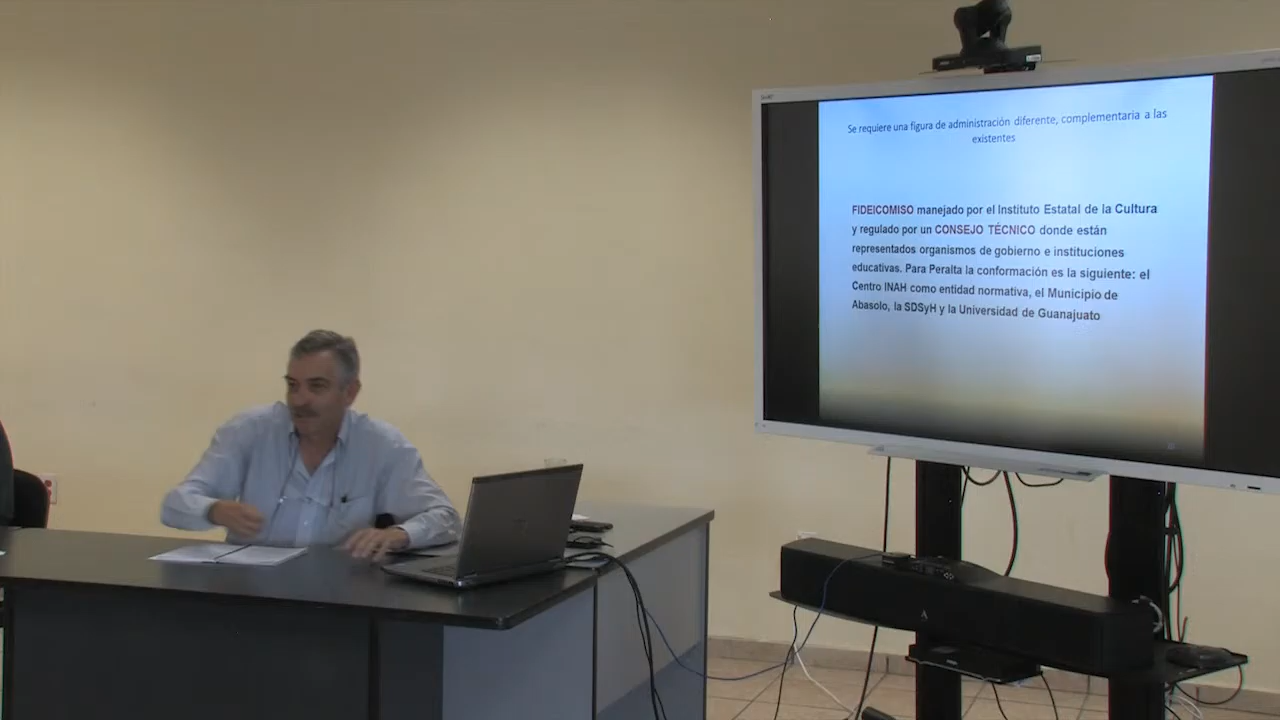 Se requiere una figura de administración diferente, complementaria a las
existentes
FIDEICOMISO manejado por el Instituto Estatal de la Cultura
y regulado por un CONSEJO TÉCNICO donde están
representados organismos de gobierno e instituciones
educativas. Para Peralta la conformación es la siguiente: el
Centro INAH como entidad normativa, el Municipio de
Abasolo, la SDSyH y la Universidad de Guanajuato